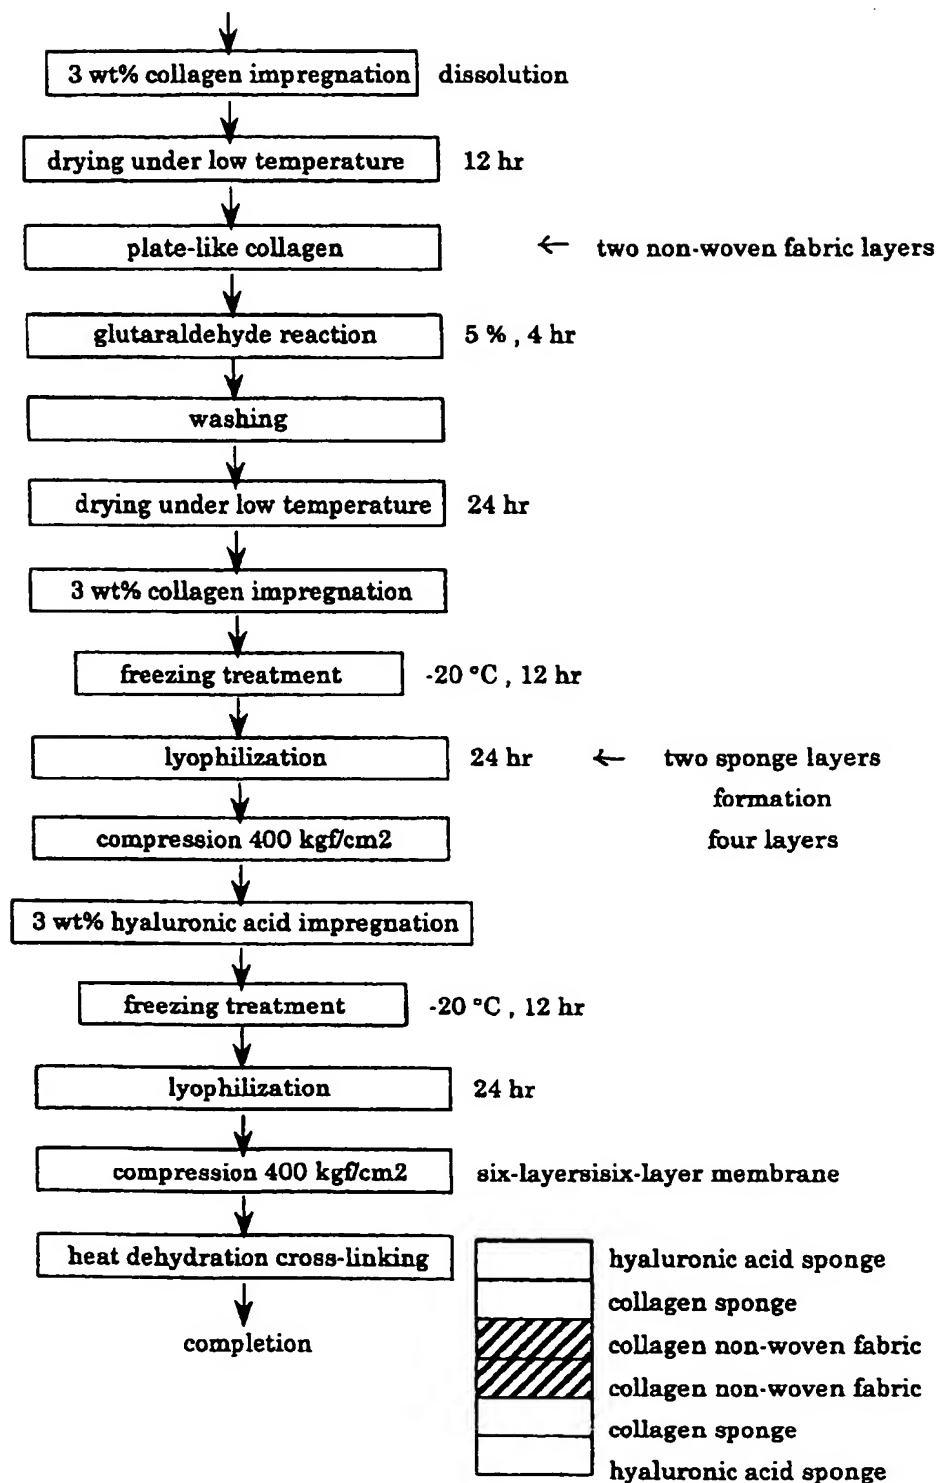 3 wt% collagen impregnation dissolution
drying under low temperature 12 hr
plate-like collagen ← two non-woven fabric layers
glutaraldehyde reaction 5 % , 4 hr
washing
drying under low temperature 24 hr
3 wt% collagen impregnation
freezing treatment -20 °C , 12 hr
lyophilization 24 hr ← two sponge layers
formation
compression 400 kgf/cm2 four layers
3 wt% hyaluronic acid impregnation
freezing treatment -20 °C , 12 hr
lyophilization 24 hr
compression 400 kgf/cm2 six-layersisix-layer membrane
heat dehydration cross-linking
completion
hyaluronic acid sponge
collagen sponge
collagen non-woven fabric
collagen non-woven fabric
collagen sponge
hyaluronic acid sponge